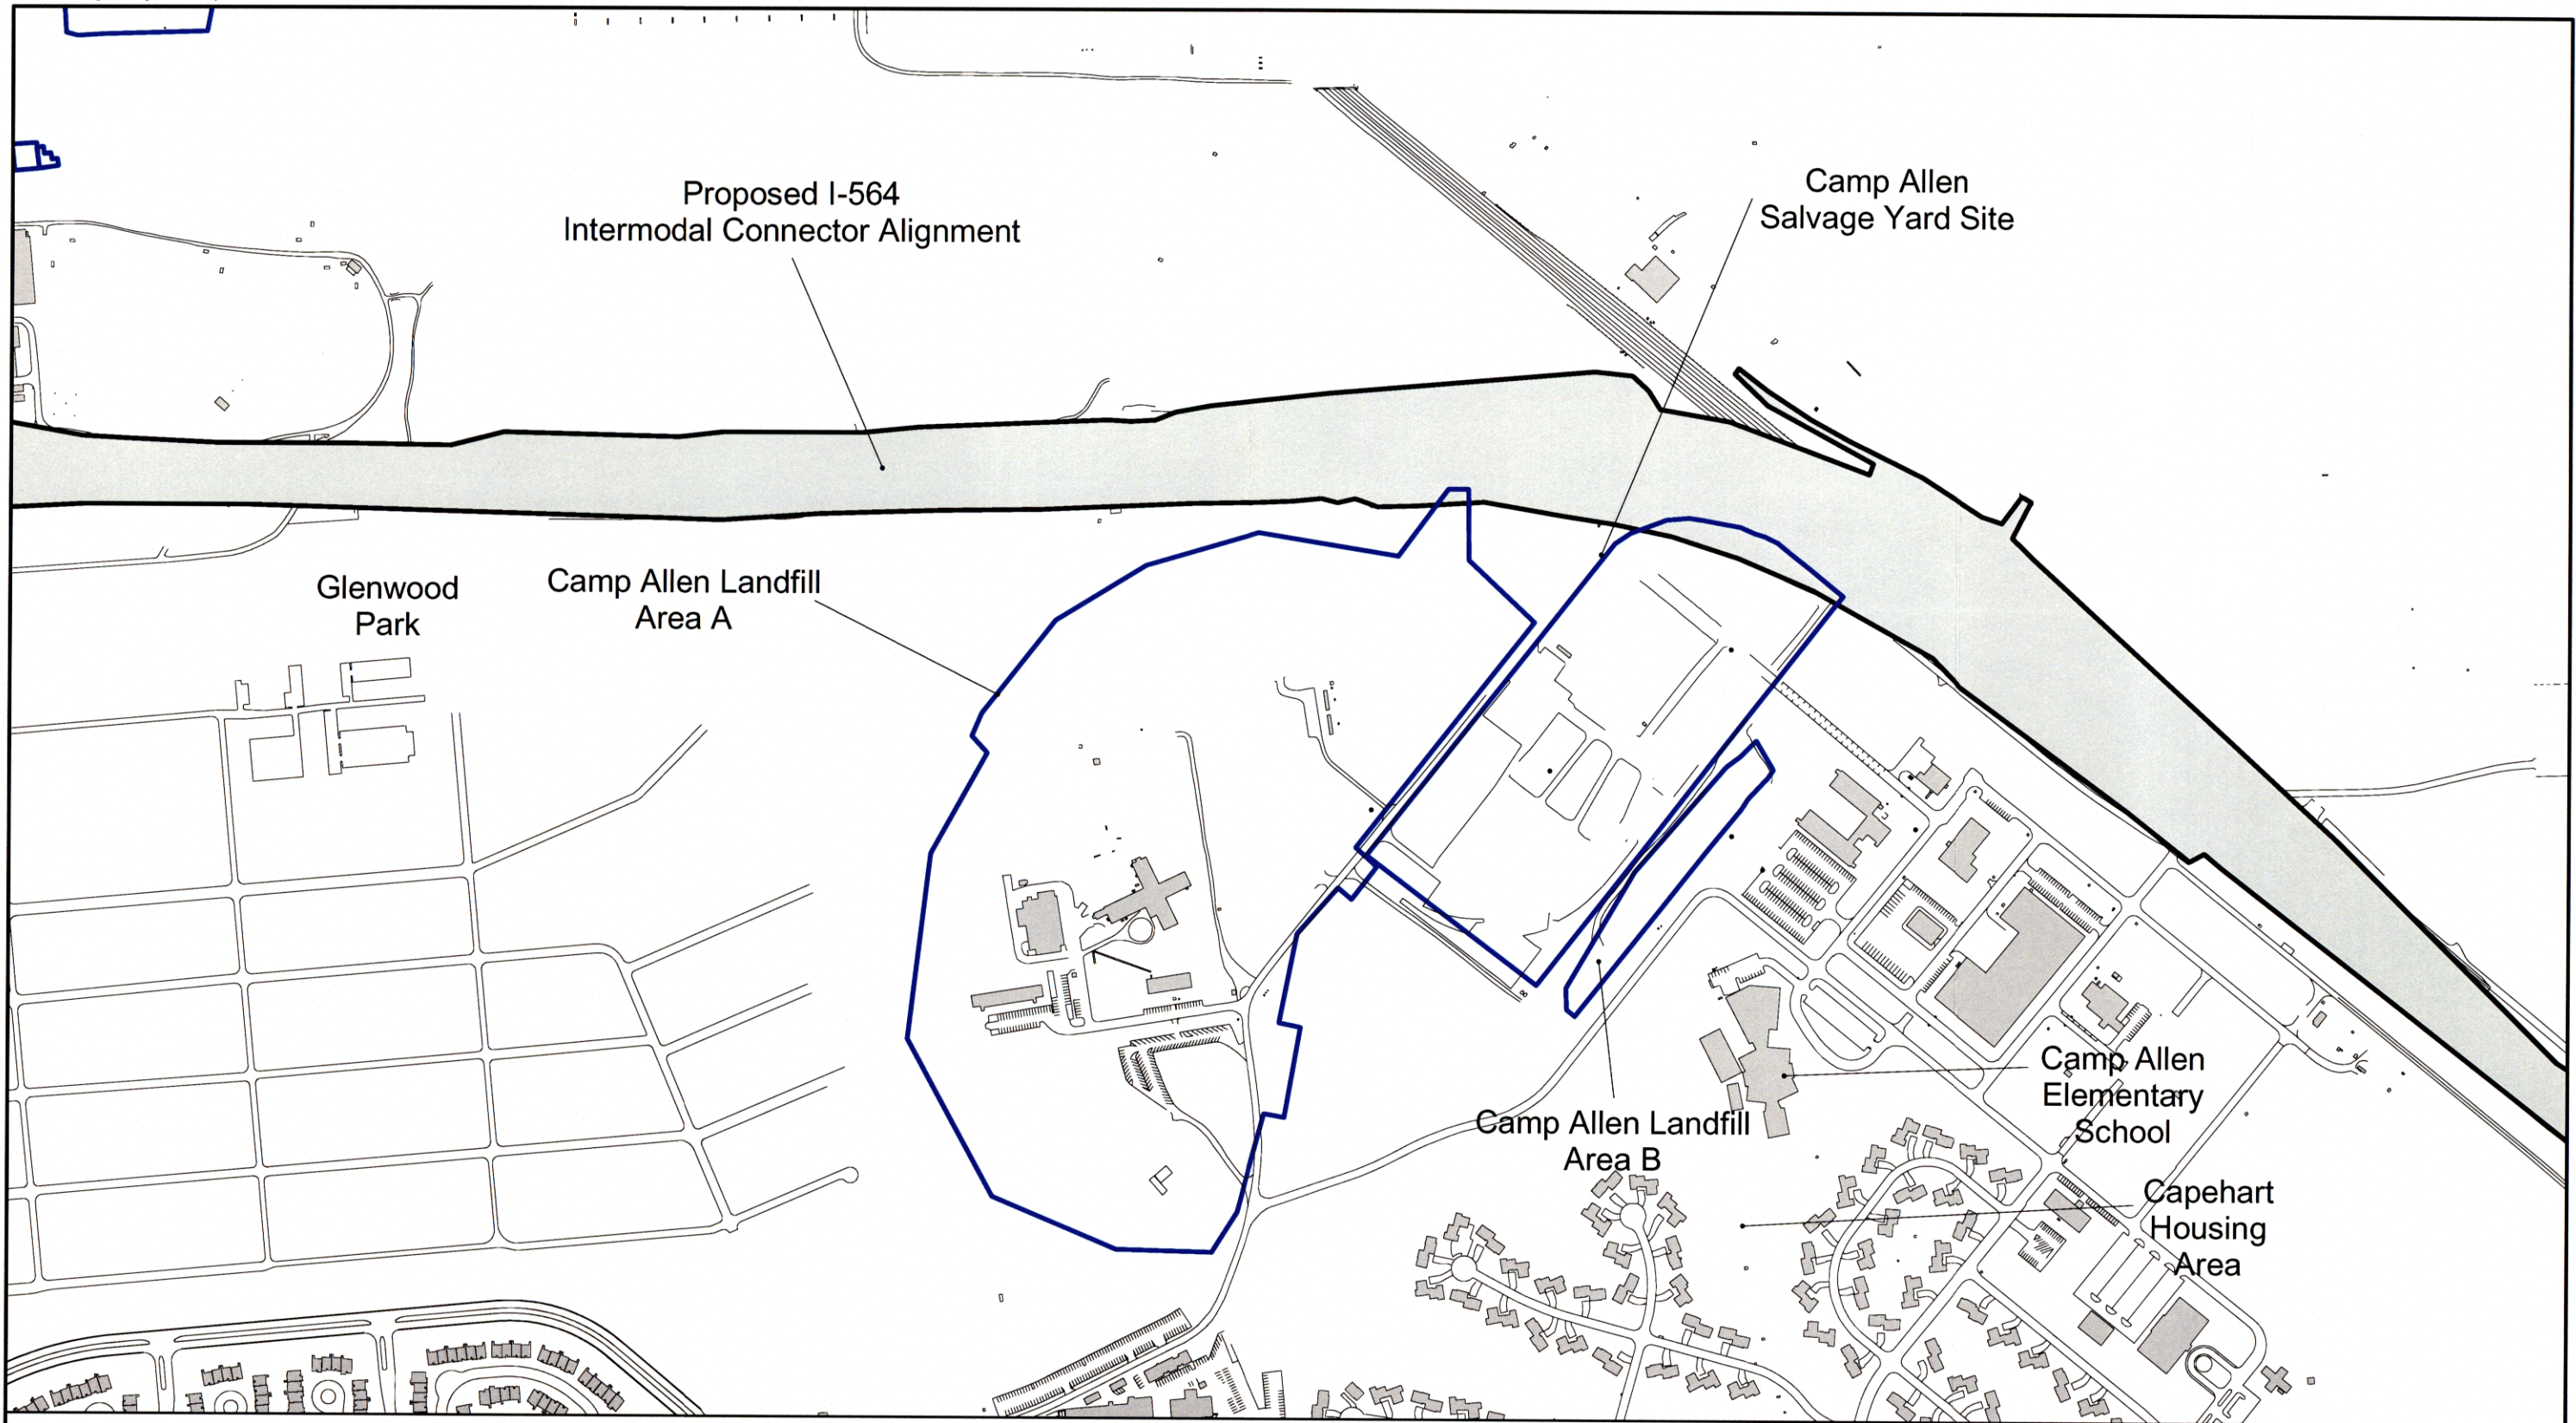 Proposed I-564
Intermodal Connector Alignment
Camp Allen
Salvage Yard Site
Glenwood
Park
Camp Allen Landfill
Area A
Camp Allen Landfill
Area B
Camp Allen
Elementary
School
Capehart
Housing
Area